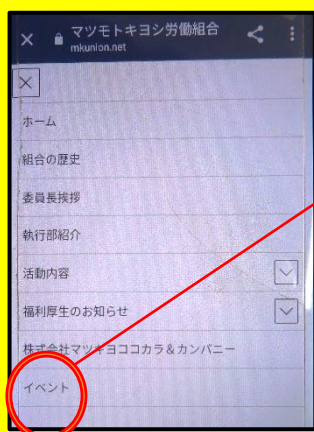 マツモトキヨシ労働組合
mkunion.net
ホーム
組合の歴史
委員長挨拶
執行部紹介
活動内容
福利厚生のお知らせ
株式会社マツキヨココカラ＆カンパニー
イベント